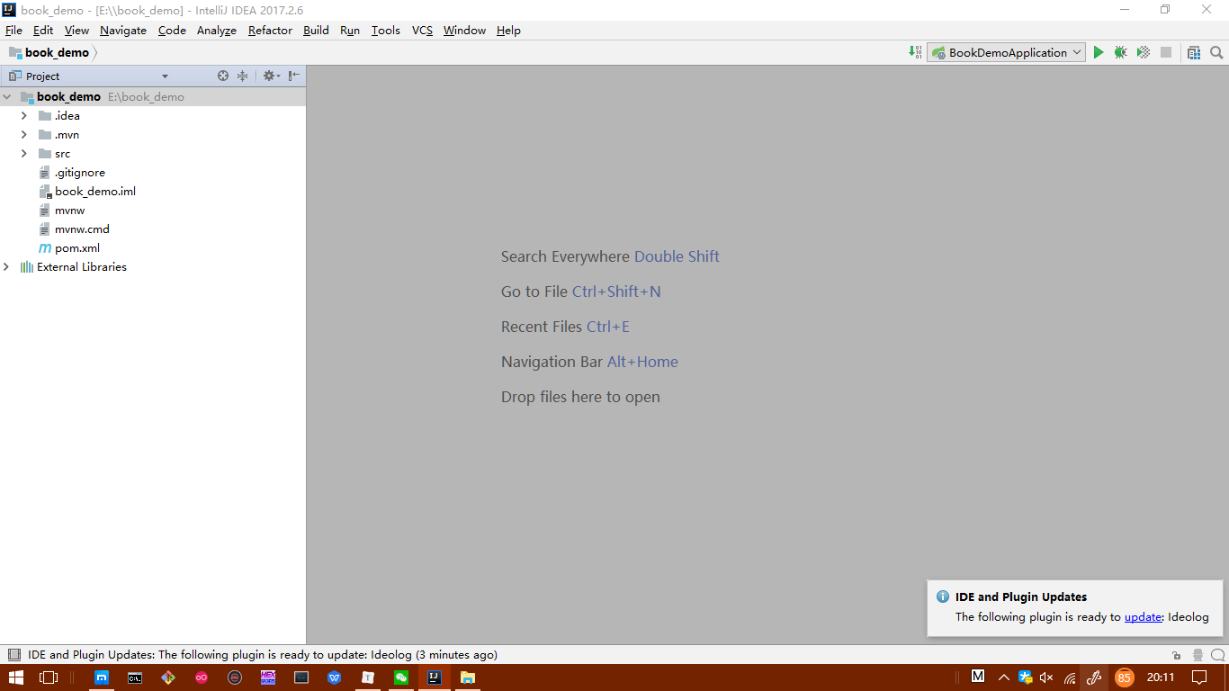 book_demo - [E:\\book_demo] - IntelliJ IDEA 2017.2.6
File Edit View Navigate Code Analyze Refactor Build Run Tools VCS Window Help
book_demo
BookDemoApplication
Project
book_demo E:\book_demo
.idea
.mvn
src
.gitignore
book_demo.iml
mvnw
mvnw.cmd
pom.xml
External Libraries
Search Everywhere Double Shift
Go to File Ctrl+Shift+N
Recent Files Ctrl+E
Navigation Bar Alt+Home
Drop files here to open
IDE and Plugin Updates
The following plugin is ready to update: Ideolog
IDE and Plugin Updates: The following plugin is ready to update: Ideolog (3 minutes ago)
M 85 20:11